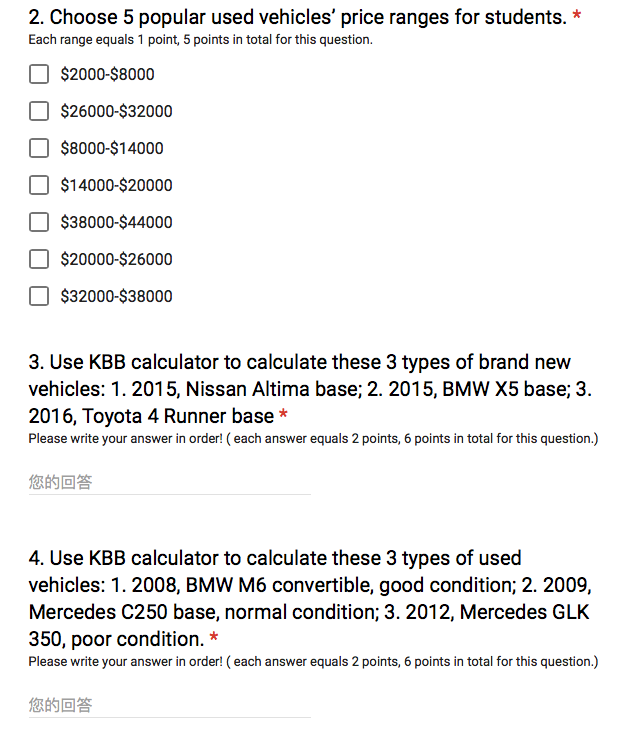 2. Choose 5 popular used vehicles’ price ranges for students. *
Each range equals 1 point, 5 points in total for this question.
$2000-$8000
$26000-$32000
$8000-$14000
$14000-$20000
$38000-$44000
$20000-$26000
$32000-$38000
3. Use KBB calculator to calculate these 3 types of brand new
vehicles: 1. 2015, Nissan Altima base; 2. 2015, BMW X5 base; 3.
2016, Toyota 4 Runner base *
Please write your answer in order! ( each answer equals 2 points, 6 points in total for this question.)
您的回答
4. Use KBB calculator to calculate these 3 types of used
vehicles: 1. 2008, BMW M6 convertible, good condition; 2. 2009,
Mercedes C250 base, normal condition; 3. 2012, Mercedes GLK
350, poor condition. *
Please write your answer in order! ( each answer equals 2 points, 6 points in total for this question.)
您的回答